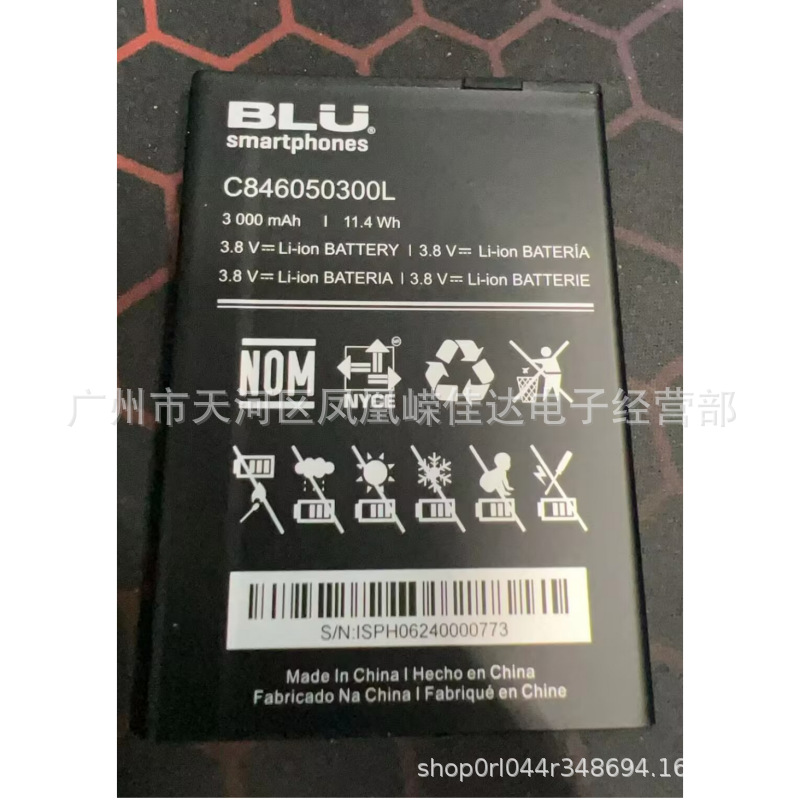 BLU®
smartphones
C846050300L
3 000 mAh I 11.4 Wh
3.8 V⎓ Li-ion BATTERY I 3.8 V⎓ Li-ion BATERÍA
3.8 V⎓ Li-ion BATERIA I 3.8 V⎓ Li-ion BATTERIE
NOM
NYCE
广州市天河区凤凰嵘佳达电子经营部
S/N:ISPH06240000773
Made In China I Hecho en China
Fabricado Na China I Fabriqué en Chine
shop0rl044r348694.16